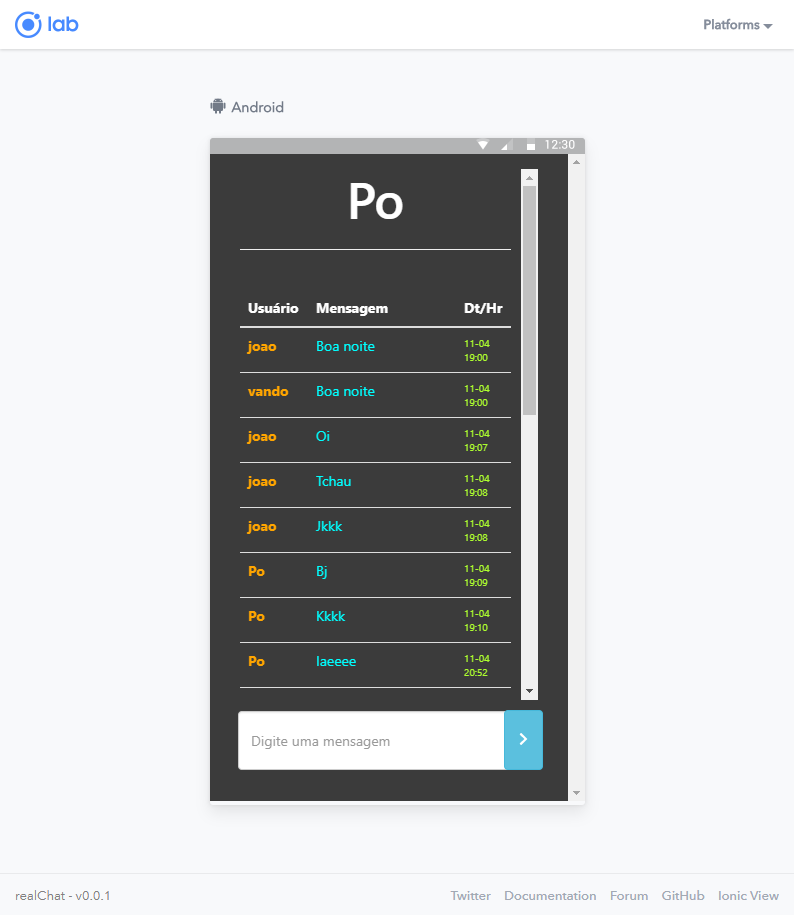 lab
Platforms
Android
12:30
Po
Usuário Mensagem Dt/Hr
joao Boa noite 11-04
19:00
vando Boa noite 11-04
19:00
joao Oi 11-04
19:07
joao Tchau 11-04
19:08
joao Jkkk 11-04
19:08
Po Bj 11-04
19:09
Po Kkkk 11-04
19:10
Po Iaeeee 11-04
20:52
Digite uma mensagem
realChat - v0.0.1 Twitter Documentation Forum GitHub Ionic View